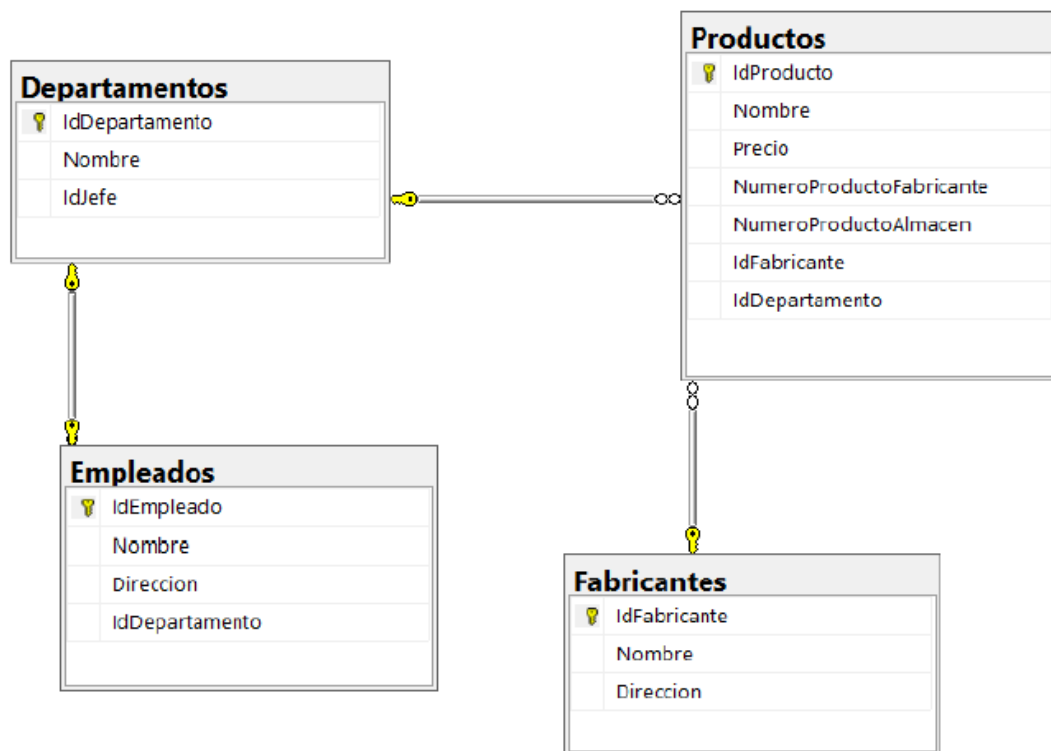 Departamentos
IdDepartamento
Nombre
IdJefe
Productos
IdProducto
Nombre
Precio
NumeroProductoFabricante
NumeroProductoAlmacen
IdFabricante
IdDepartamento
Empleados
IdEmpleado
Nombre
Direccion
IdDepartamento
Fabricantes
IdFabricante
Nombre
Direccion